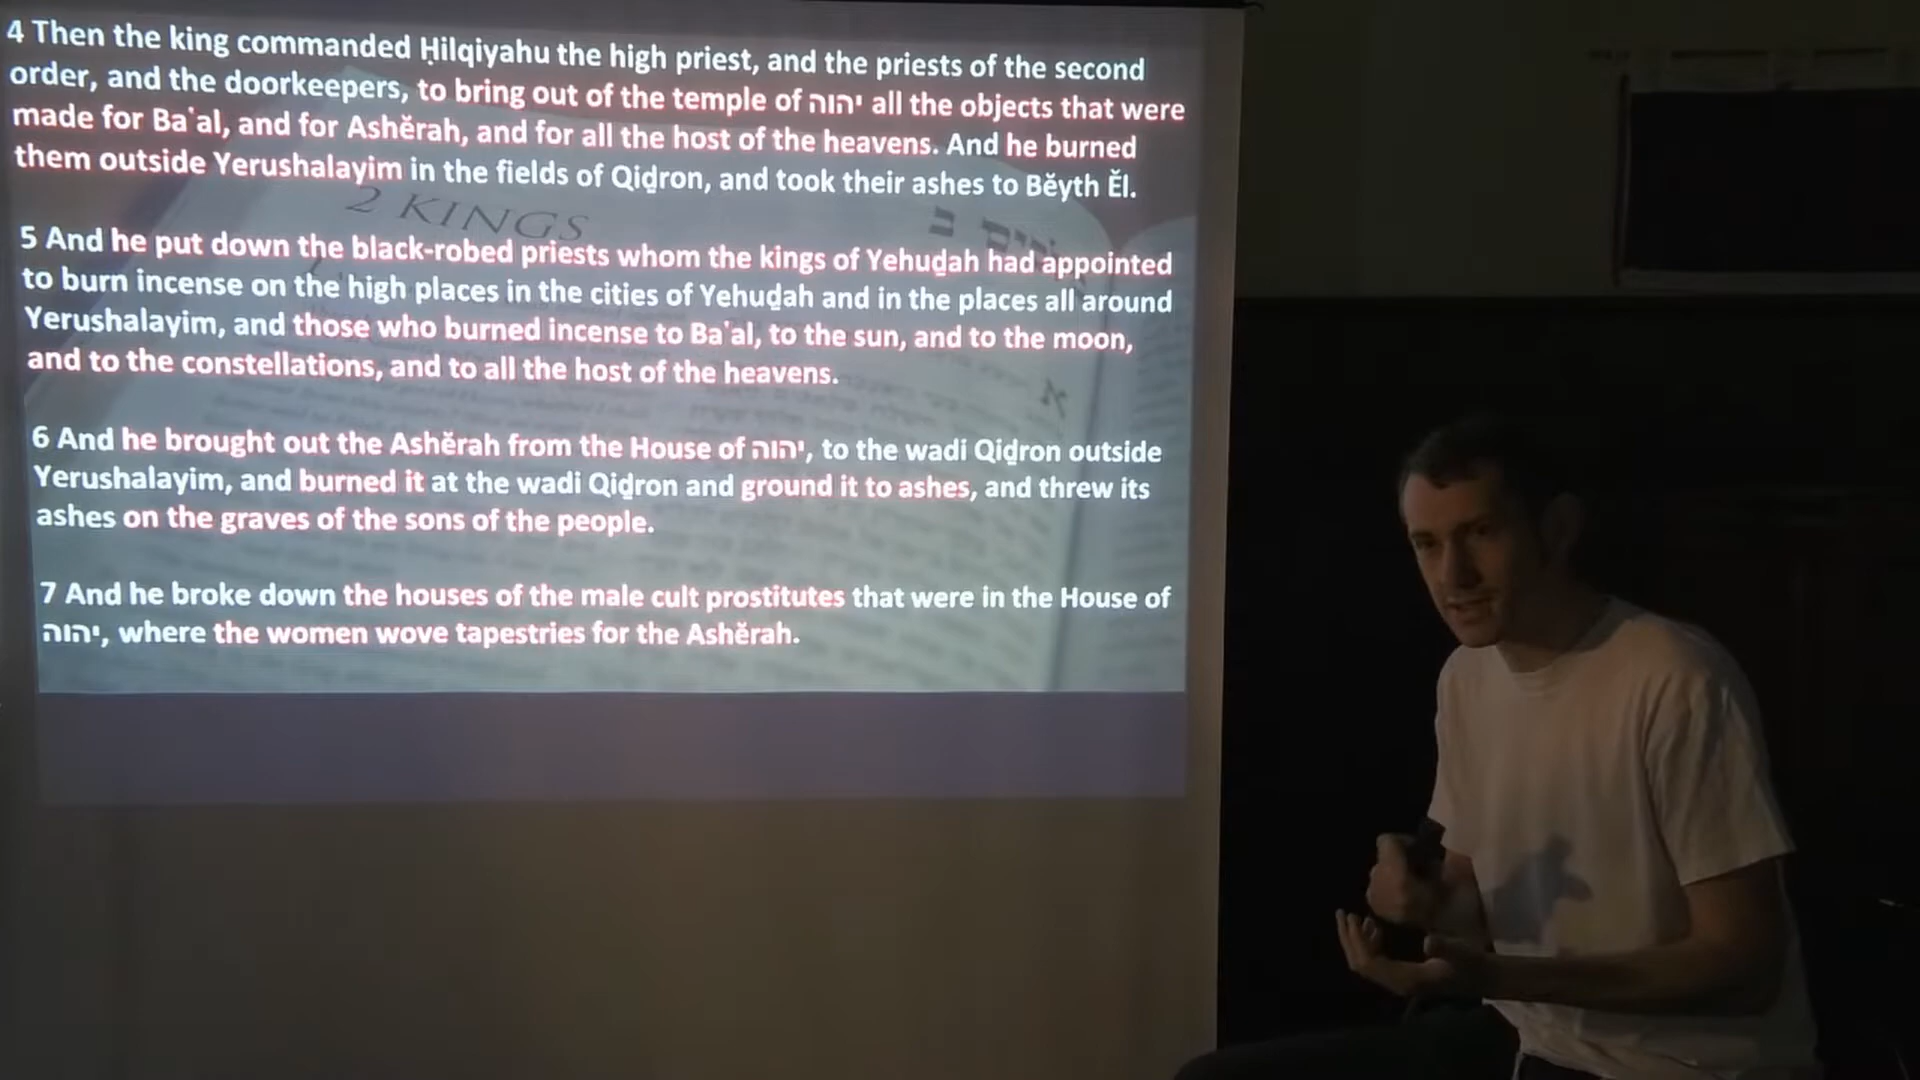 4 Then the king commanded Ḥilqiyahu the high priest, and the priests of the second
order, and the doorkeepers, to bring out of the temple of יהוה all the objects that were
made for Ba‛al, and for Ashĕrah, and for all the host of the heavens. And he burned
them outside Yerushalayim in the fields of Qiḏron, and took their ashes to Bĕyth Ĕl.
2 KINGS
5 And he put down the black-robed priests whom the kings of Yehuḏah had appointed
to burn incense on the high places in the cities of Yehuḏah and in the places all around
Yerushalayim, and those who burned incense to Ba‛al, to the sun, and to the moon,
and to the constellations, and to all the host of the heavens.
א
6 And he brought out the Ashĕrah from the House of יהוה, to the wadi Qiḏron outside
Yerushalayim, and burned it at the wadi Qiḏron and ground it to ashes, and threw its
ashes on the graves of the sons of the people.
7 And he broke down the houses of the male cult prostitutes that were in the House of
יהוה, where the women wove tapestries for the Ashĕrah.